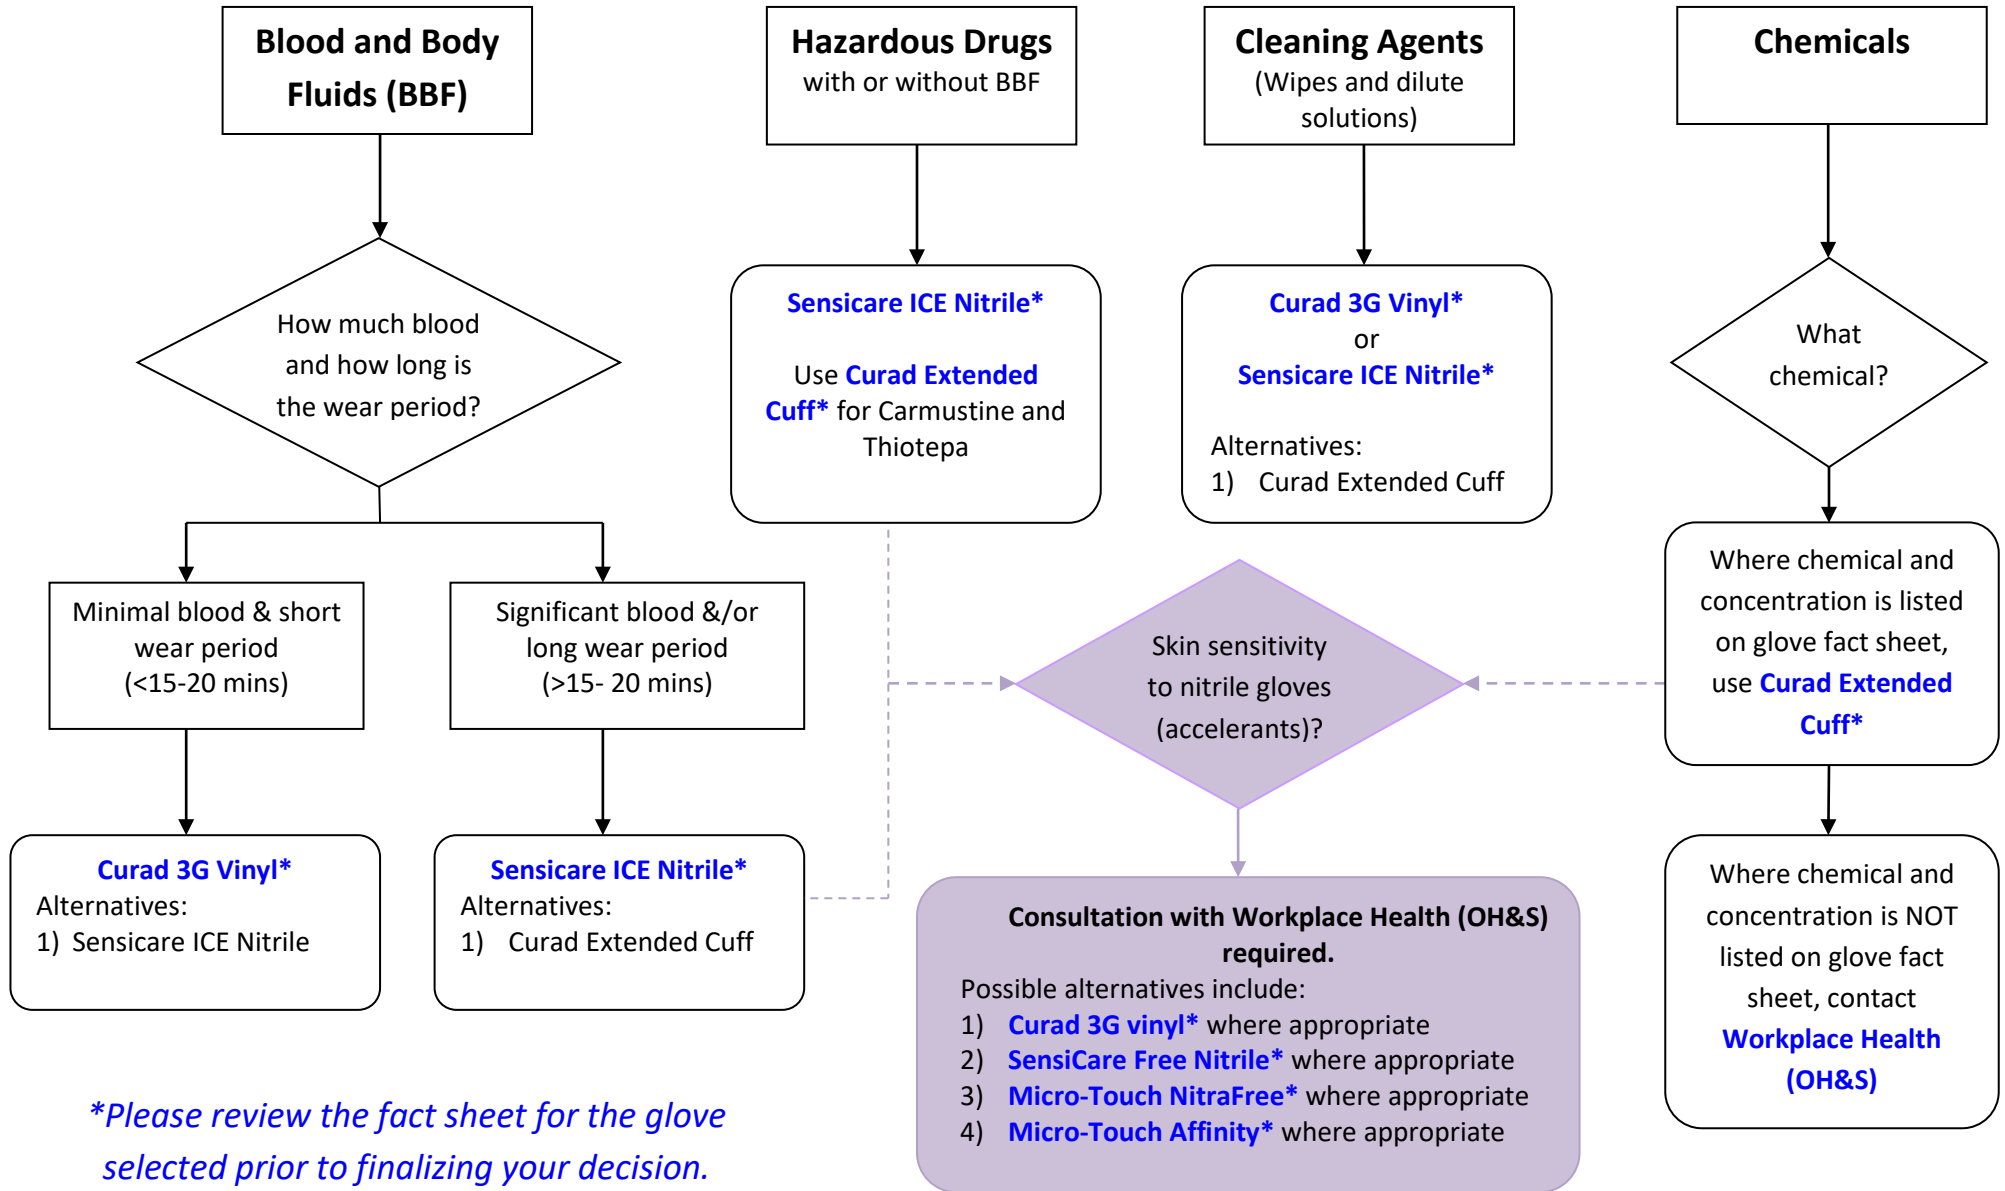 Blood and Body
Fluids (BBF)
Hazardous Drugs
with or without BBF
Cleaning Agents
(Wipes and dilute
solutions)
Chemicals
How much blood
and how long is
the wear period?
Sensicare ICE Nitrile*
Use Curad Extended
Cuff* for Carmustine and
Thiotepa
Curad 3G Vinyl*
or
Sensicare ICE Nitrile*
Alternatives:
1) Curad Extended Cuff
What
chemical?
Minimal blood & short
wear period
(<15-20 mins)
Significant blood &/or
long wear period
(>15- 20 mins)
Skin sensitivity
to nitrile gloves
(accelerants)?
Where chemical and
concentration is listed
on glove fact sheet,
use Curad Extended
Cuff*
Curad 3G Vinyl*
Alternatives:
1) Sensicare ICE Nitrile
Sensicare ICE Nitrile*
Alternatives:
1) Curad Extended Cuff
Consultation with Workplace Health (OH&S)
required.
Possible alternatives include:
1) Curad 3G vinyl* where appropriate
2) SensiCare Free Nitrile* where appropriate
3) Micro-Touch NitraFree* where appropriate
4) Micro-Touch Affinity* where appropriate
Where chemical and
concentration is NOT
listed on glove fact
sheet, contact
Workplace Health
(OH&S)
*Please review the fact sheet for the glove
selected prior to finalizing your decision.